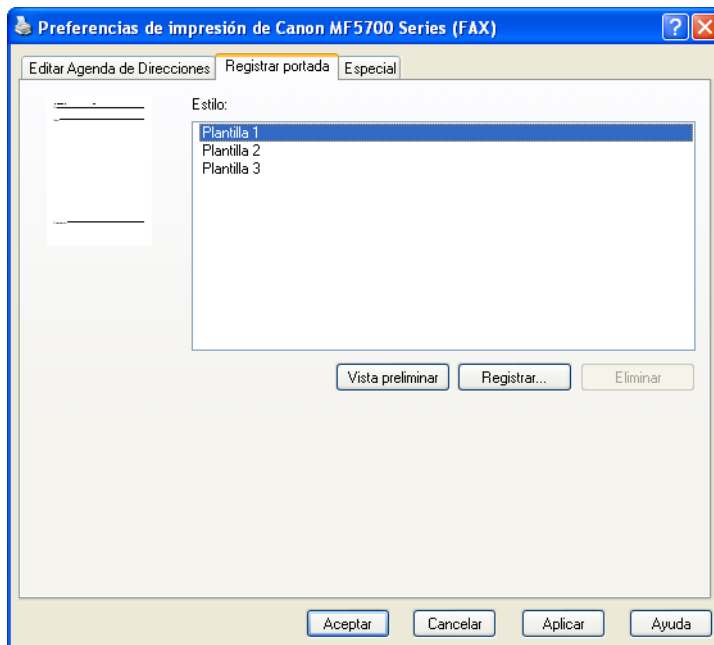 Preferencias de impresión de Canon MF5700 Series (FAX)
Editar Agenda de Direcciones Registrar portada Especial
Estilo:
Plantilla 1
Plantilla 2
Plantilla 3
Vista preliminar Registrar... Eliminar
Aceptar Cancelar Aplicar Ayuda